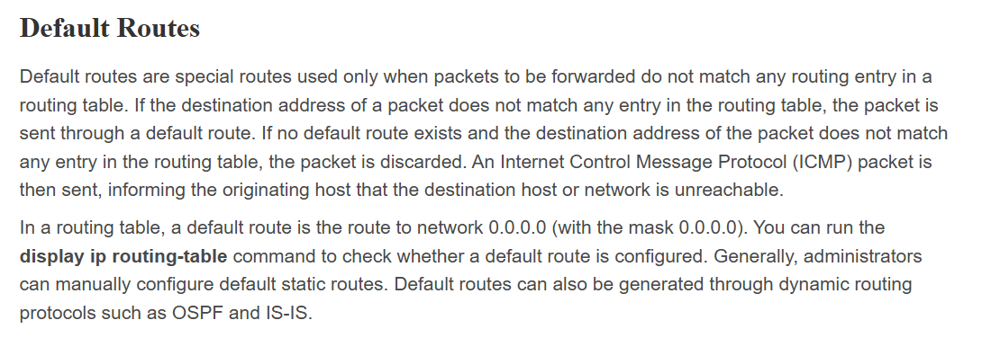 Default Routes
Default routes are special routes used only when packets to be forwarded do not match any routing entry in a
routing table. If the destination address of a packet does not match any entry in the routing table, the packet is
sent through a default route. If no default route exists and the destination address of the packet does not match
any entry in the routing table, the packet is discarded. An Internet Control Message Protocol (ICMP) packet is
then sent, informing the originating host that the destination host or network is unreachable.
In a routing table, a default route is the route to network 0.0.0.0 (with the mask 0.0.0.0). You can run the
display ip routing-table command to check whether a default route is configured. Generally, administrators
can manually configure default static routes. Default routes can also be generated through dynamic routing
protocols such as OSPF and IS-IS.